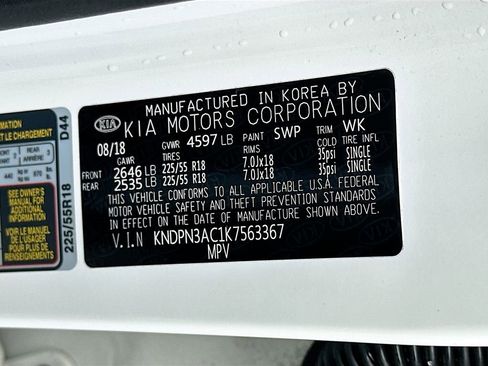 MANUFACTURED IN KOREA BY
KIA KIA MOTORS CORPORATION
08/18 GVWR 4597 LB PAINT SWP TRIM WK
GAWR TIRES RIMS COLD TIRE INFL
FRONT 2646 LB 225/55 R18 7.0Jx18 35psi SINGLE
REAR 2535 LB 225/55 R18 7.0Jx18 35psi SINGLE
THIS VEHICLE CONFORMS TO ALL APPLICABLE U.S.A. FEDERAL
MOTOR VEHICLE SAFETY AND THEFT PREVENTION STANDARDS
IN EFFECT ON THE DATE OF MANUFACTURE SHOWN ABOVE.
V.I.N KNDPN3AC1K7563367
MPV
ET LE CHARGEMENT
REAR
ARRIÈRE 3
SEE OWNER'S
MANUAL FOR
ADDITIONAL
INFORMATION
VOIR LE MANUEL
DE L'USAGER
POUR PLUS DE
RENSEIGNEMENTS
225/55R18 D44